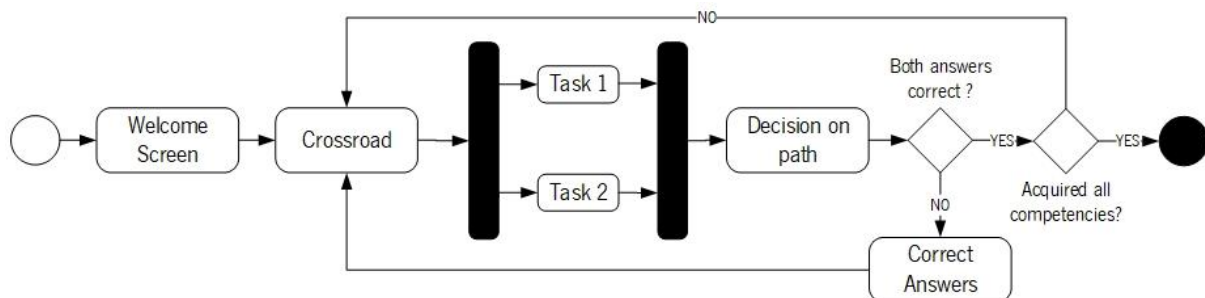 NO
Both answers
correct ?
Task 1
Welcome
Screen
Crossroad
Decision on
path
YES
YES
Task 2
Acquired all
competencies?
NO
Correct
Answers